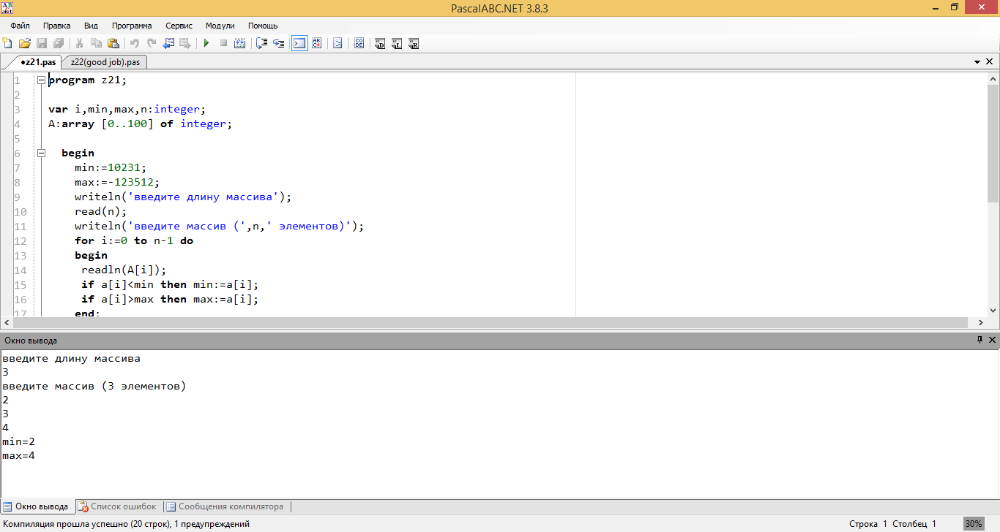 PascalABC.NET 3.8.3
Файл Правка Вид Программа Сервис Модули Помощь
•z21.pas z22(good job).pas
1 program z21;
2
3 var i,min,max,n:integer;
4 A:array [0..100] of integer;
5
6 begin
7 min:=10231;
8 max:=-123512;
9 writeln('введите длину массива');
10 read(n);
11 writeln('введите массив (',n,' элементов)');
12 for i:=0 to n-1 do
13 begin
14 readln(A[i]);
15 if a[i]<min then min:=a[i];
16 if a[i]>max then max:=a[i];
17 end;
Окно вывода
введите длину массива
3
введите массив (3 элементов)
2
3
4
min=2
max=4
Окно вывода Список ошибок Сообщения компилятора
Компиляция прошла успешно (20 строк), 1 предупреждений Строка 1 Столбец 1 30%